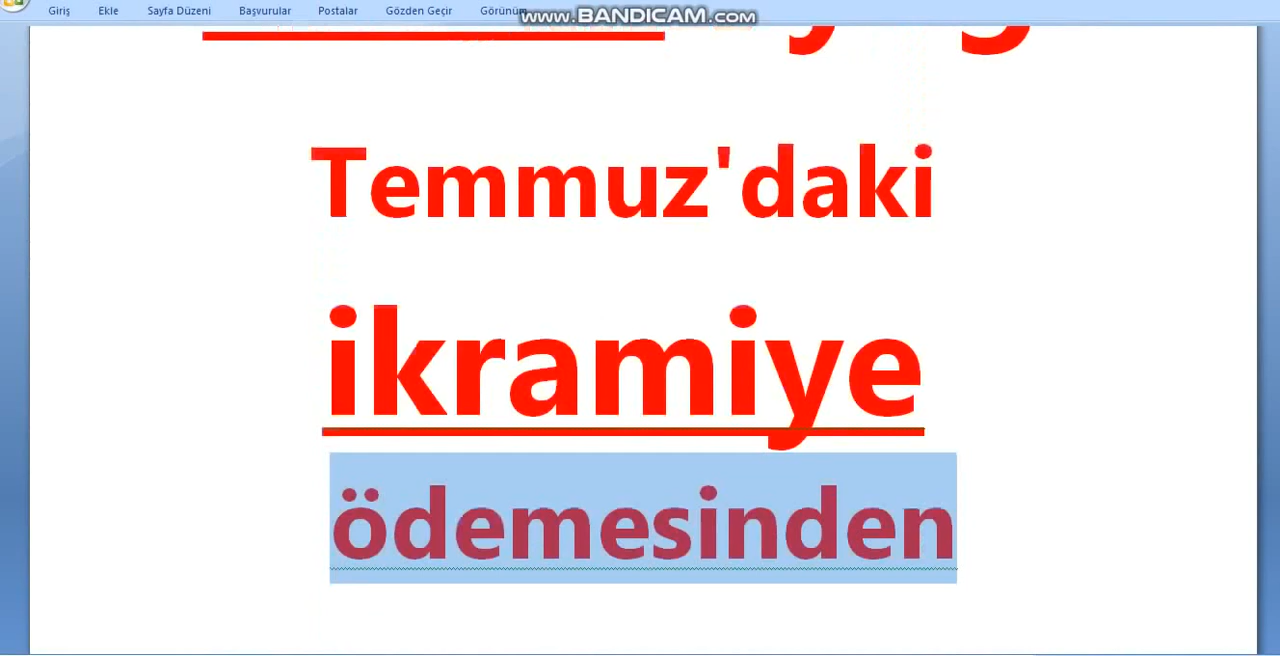 Giriş Ekle Sayfa Düzeni Başvurular Postalar Gözden Geçir Görünüm
www.BANDICAM.com
Temmuz'daki
ikramiye
ödemesinden